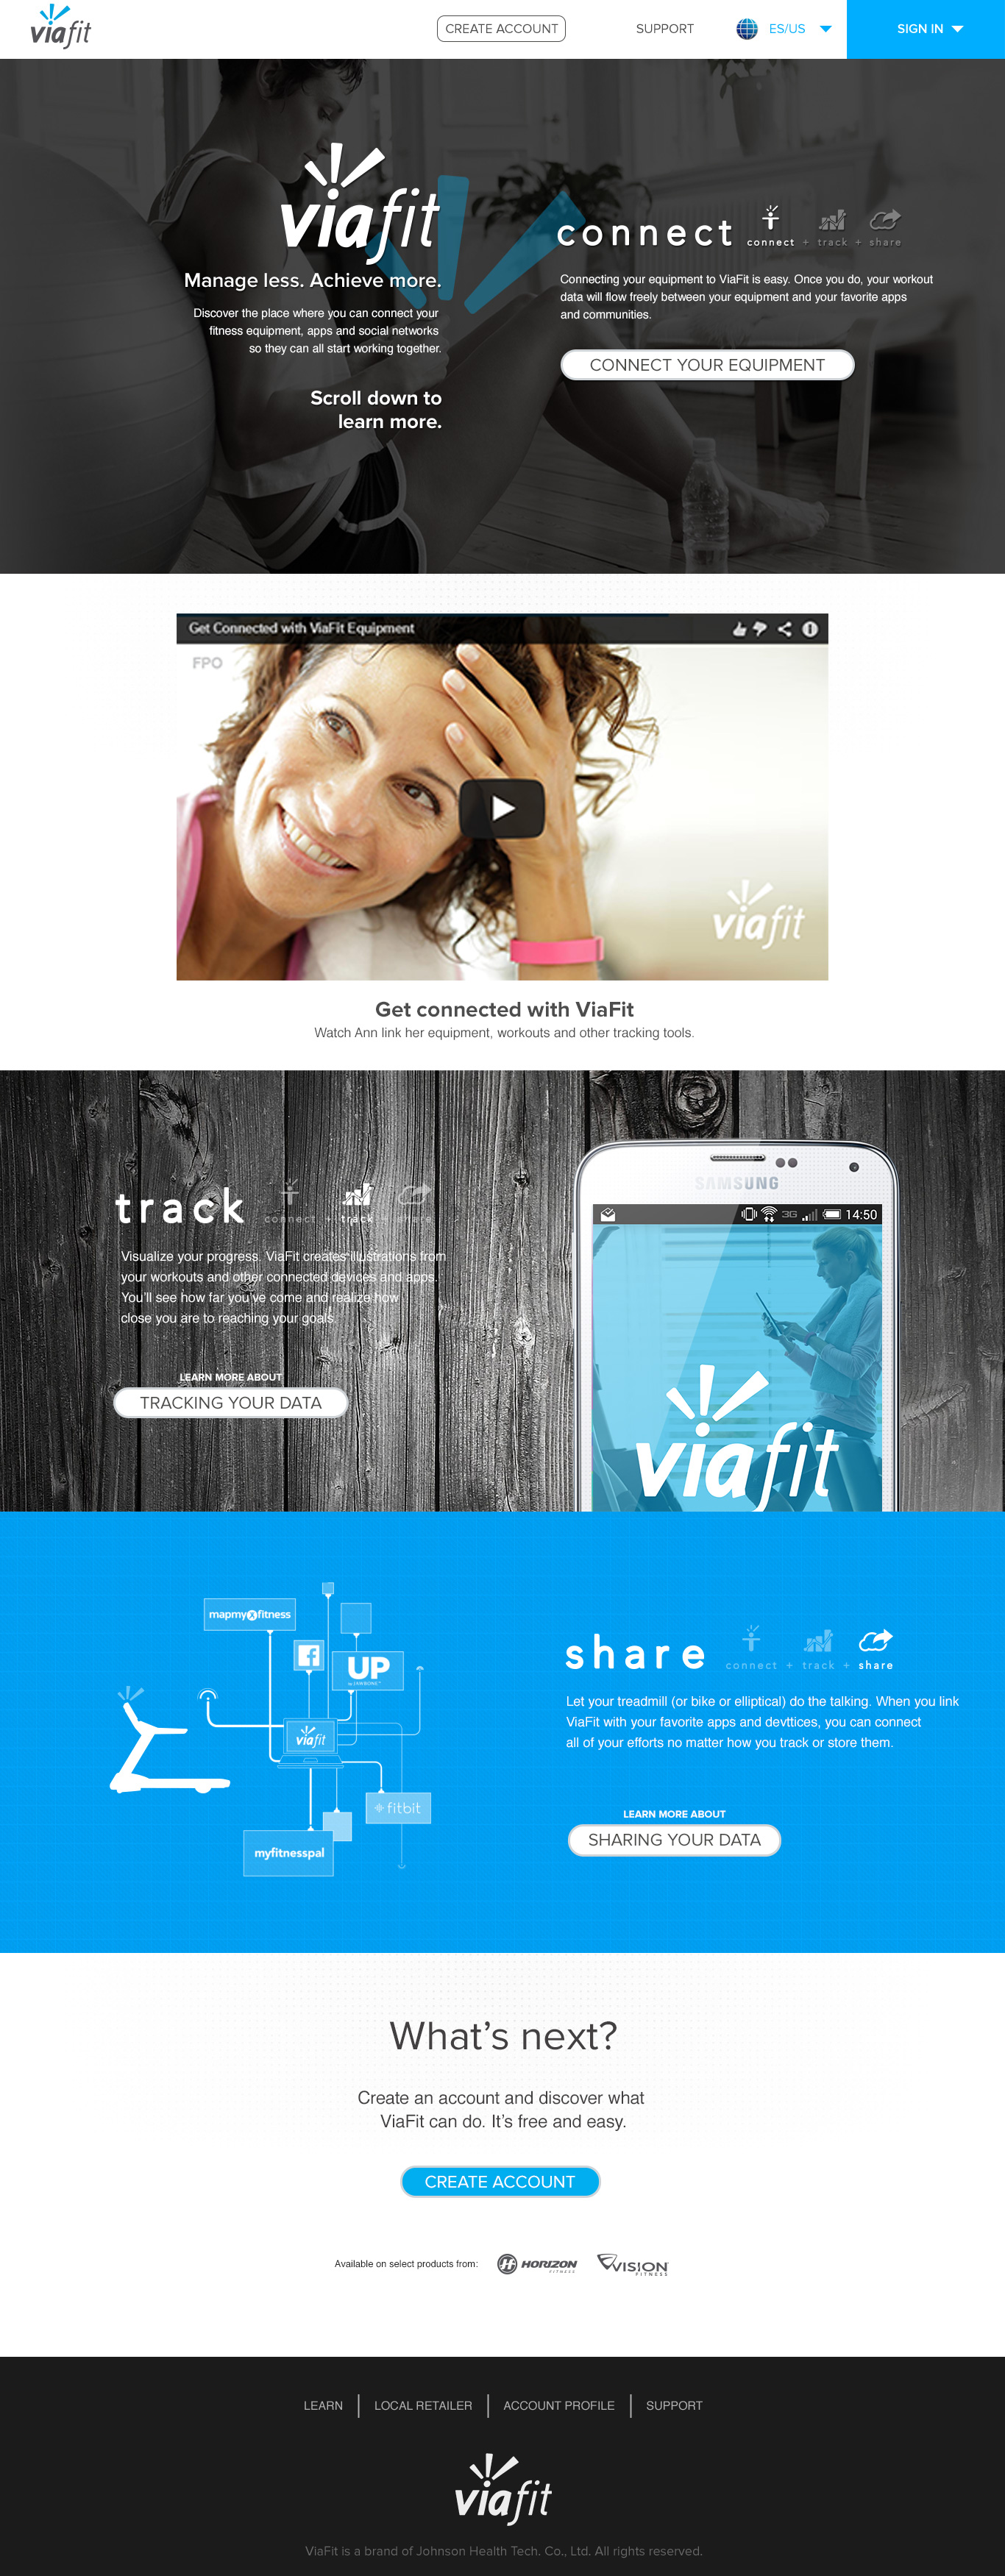 viafit
CREATE ACCOUNT
SUPPORT
ES/US
SIGN IN
viafit
Manage less. Achieve more.
Discover the place where you can connect your
fitness equipment, apps and social networks
so they can all start working together.
Scroll down to
learn more.
connect
connect + track + share
Connecting your equipment to ViaFit is easy. Once you do, your workout
data will flow freely between your equipment and your favorite apps
and communities.
CONNECT YOUR EQUIPMENT
Get Connected with ViaFit Equipment
FPO
viafit
Get connected with ViaFit
Watch Ann link her equipment, workouts and other tracking tools.
track
connect + track + share
Visualize your progress. ViaFit creates illustrations from
your workouts and other connected devices and apps.
You'll see how far you've come and realize how
close you are to reaching your goals.
LEARN MORE ABOUT
TRACKING YOUR DATA
SAMSUNG
3G 14:50
viafit
mapmyfitness
UP
by JAWBONE
viafit
fitbit
myfitnesspal
share
connect + track + share
Let your treadmill (or bike or elliptical) do the talking. When you link
ViaFit with your favorite apps and devttices, you can connect
all of your efforts no matter how you track or store them.
LEARN MORE ABOUT
SHARING YOUR DATA
What's next?
Create an account and discover what
ViaFit can do. It's free and easy.
CREATE ACCOUNT
Available on select products from:
HORIZON
FITNESS
VISION
FITNESS
LEARN
LOCAL RETAILER
ACCOUNT PROFILE
SUPPORT
viafit
ViaFit is a brand of Johnson Health Tech. Co., Ltd. All rights reserved.